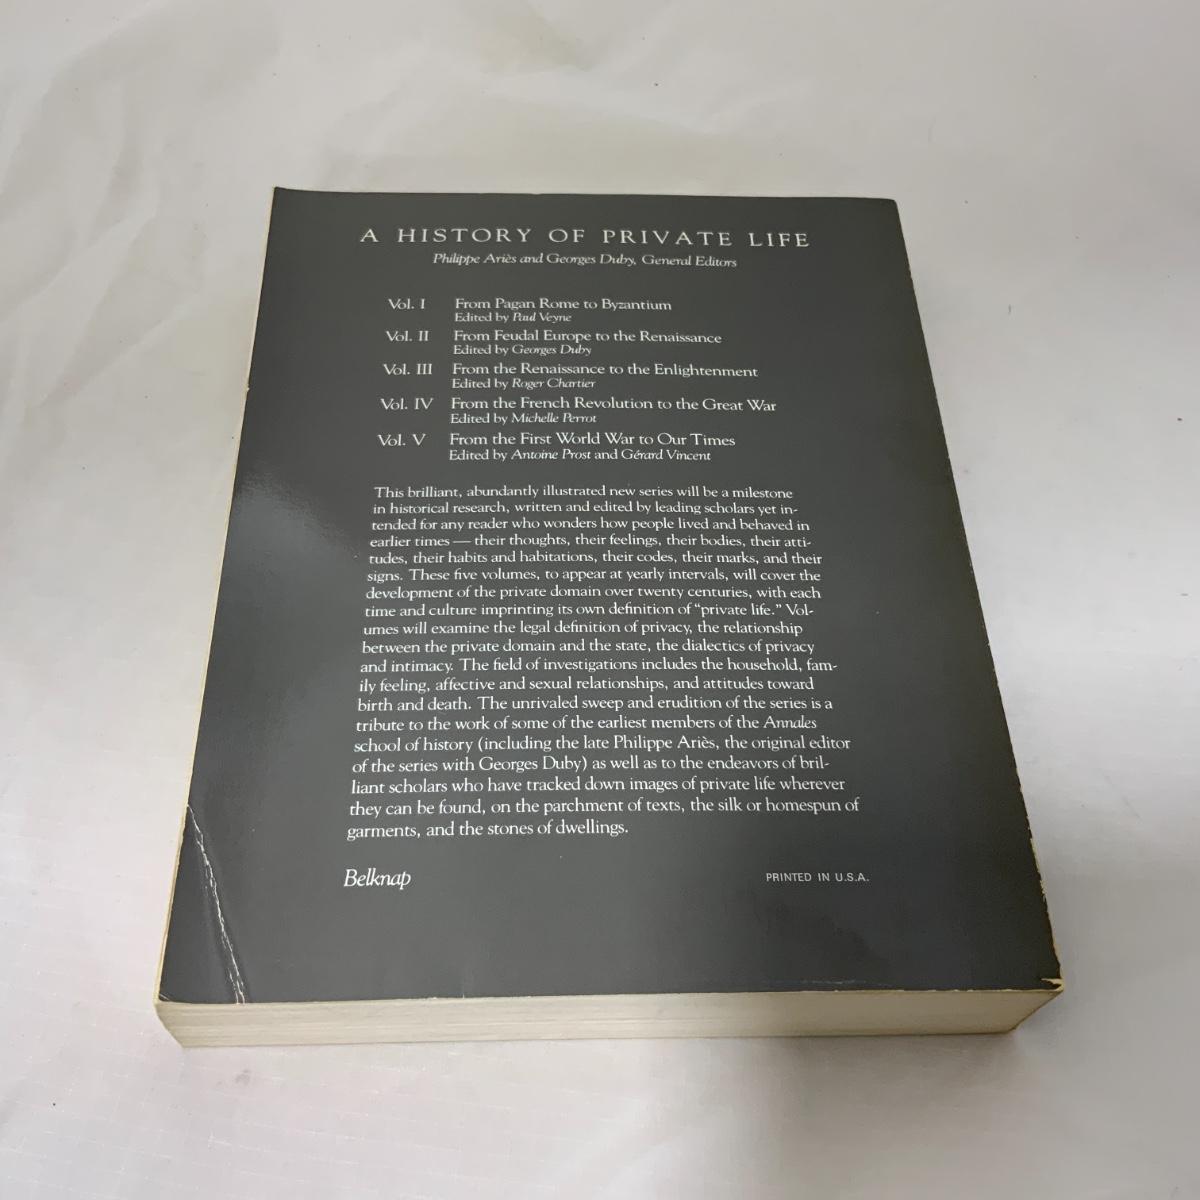 A HISTORY OF PRIVATE LIFE
Philippe Ariès and Georges Duby, General Editors
Vol. I From Pagan Rome to Byzantium
Edited by Paul Veyne
Vol. II From Feudal Europe to the Renaissance
Edited by Georges Duby
Vol. III From the Renaissance to the Enlightenment
Edited by Roger Chartier
Vol. IV From the French Revolution to the Great War
Edited by Michelle Perrot
Vol. V From the First World War to Our Times
Edited by Antoine Prost and Gérard Vincent
This brilliant, abundantly illustrated new series will be a milestone
in historical research, written and edited by leading scholars yet in-
tended for any reader who wonders how people lived and behaved in
earlier times — their thoughts, their feelings, their bodies, their atti-
tudes, their habits and habitations, their codes, their marks, and their
signs. These five volumes, to appear at yearly intervals, will cover the
development of the private domain over twenty centuries, with each
time and culture imprinting its own definition of "private life." Vol-
umes will examine the legal definition of privacy, the relationship
between the private domain and the state, the dialectics of privacy
and intimacy. The field of investigations includes the household, fam-
ily feeling, affective and sexual relationships, and attitudes toward
birth and death. The unrivaled sweep and erudition of the series is a
tribute to the work of some of the earliest members of the Annales
school of history (including the late Philippe Ariès, the original editor
of the series with Georges Duby) as well as to the endeavors of bril-
liant scholars who have tracked down images of private life wherever
they can be found, on the parchment of texts, the silk or homespun of
garments, and the stones of dwellings.
Belknap PRINTED IN U.S.A.